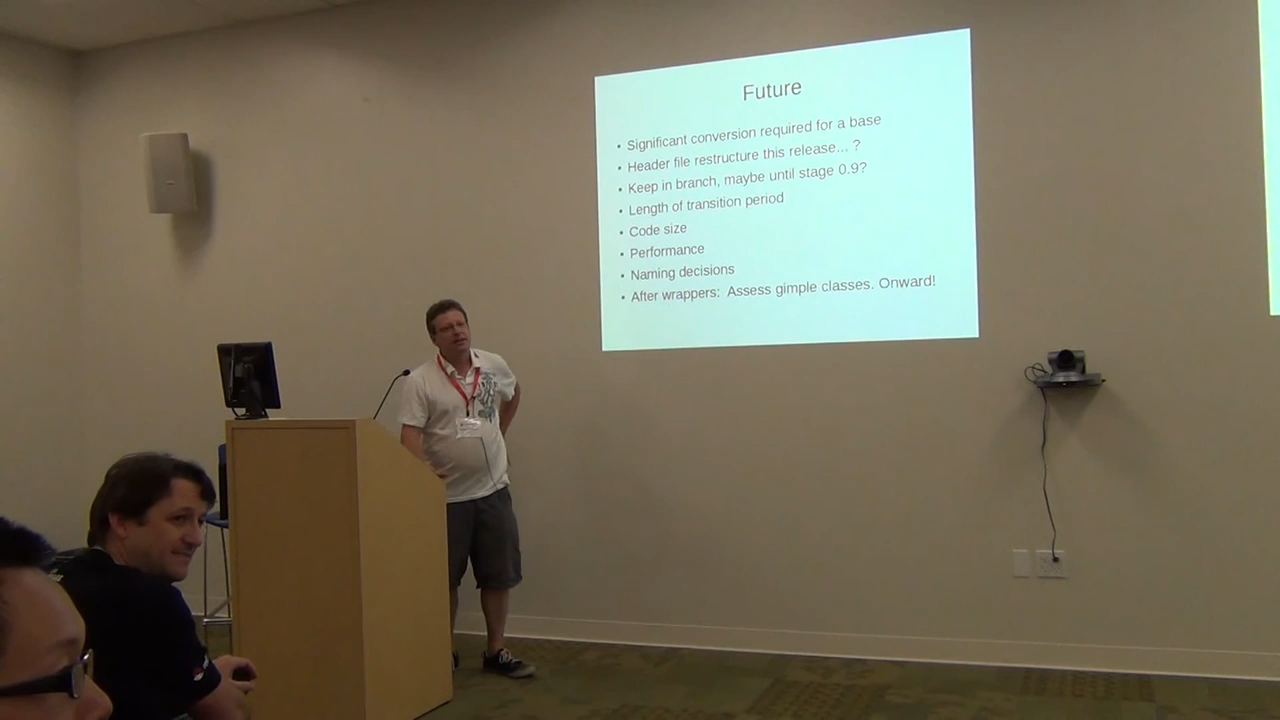 Future
• Significant conversion required for a base
• Header file restructure this release... ?
• Keep in branch, maybe until stage 0.9?
• Length of transition period
• Code size
• Performance
• Naming decisions
• After wrappers:  Assess gimple classes. Onward!